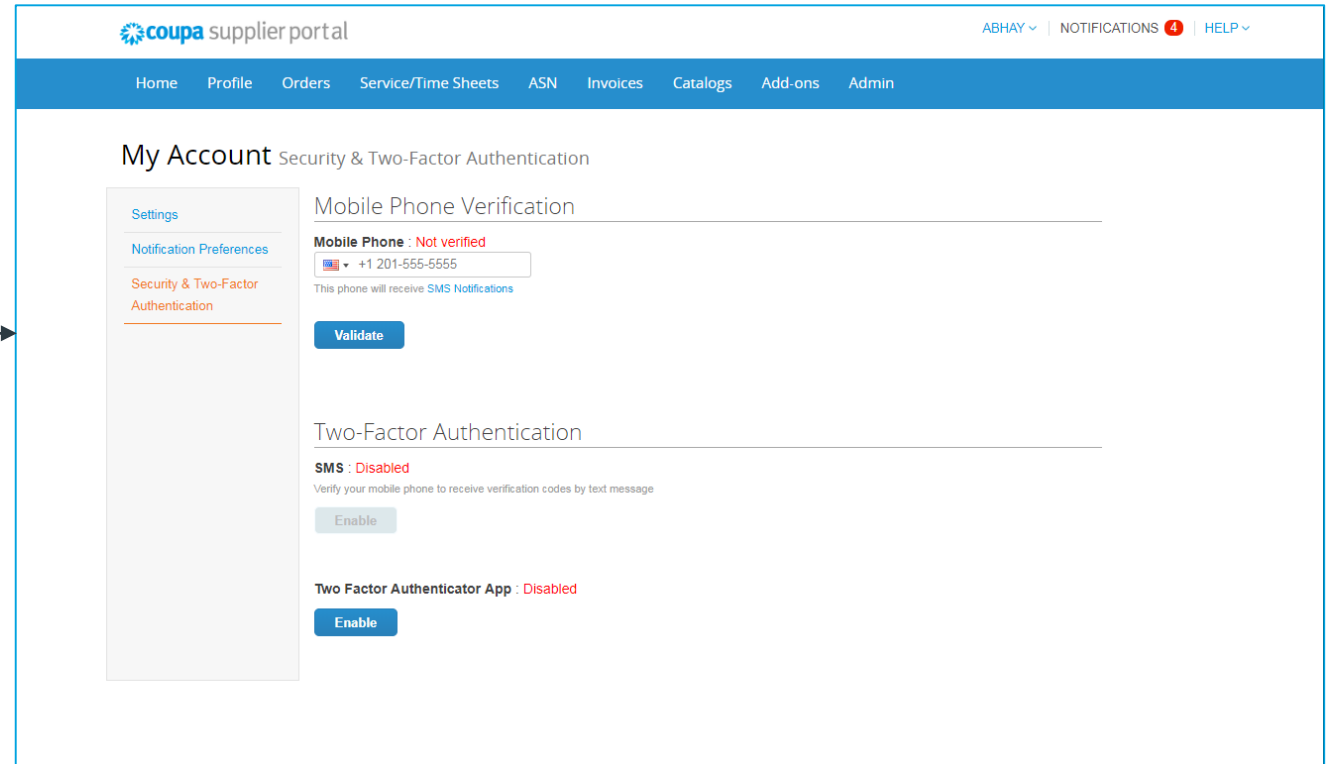 coupa supplier portal
ABHAY NOTIFICATIONS 4 HELP
Home Profile Orders Service/Time Sheets ASN Invoices Catalogs Add-ons Admin
My Account Security & Two-Factor Authentication
Settings
Notification Preferences
Security & Two-Factor
Authentication
Mobile Phone Verification
Mobile Phone : Not verified
+1 201-555-5555
This phone will receive SMS Notifications
Validate
Two-Factor Authentication
SMS : Disabled
Verify your mobile phone to receive verification codes by text message
Enable
Two Factor Authenticator App : Disabled
Enable